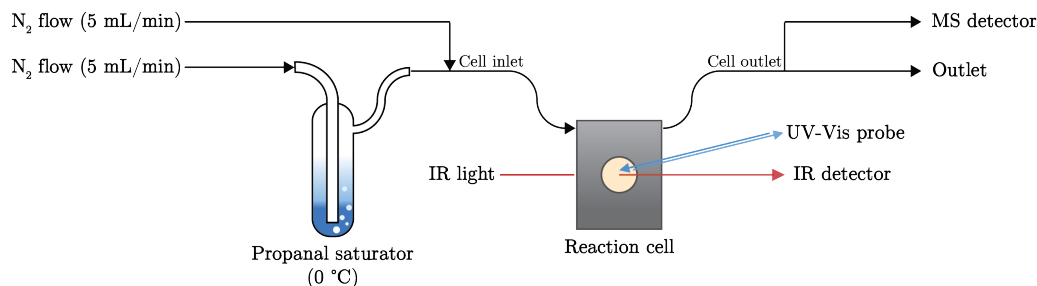 N₂ flow (5 mL/min)
MS detector
N₂ flow (5 mL/min)
Cell inlet
Cell outlet
Outlet
UV-Vis probe
IR light
IR detector
Reaction cell
Propanal saturator
(0 °C)